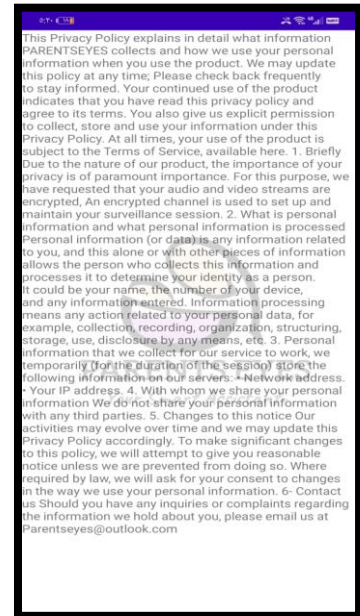 This Privacy Policy explains in detail what information
PARENTSEYES collects and how we use your personal
information when you use the product. We may update
this policy at any time; Please check back frequently
to stay informed. Your continued use of the product
indicates that you have read this privacy policy and
agree to its terms. You also give us explicit permission
to collect, store and use your information under this
Privacy Policy. At all times, your use of the product is
subject to the Terms of Service, available here. 1. Briefly
Due to the nature of our product, the importance of your
privacy is of paramount importance. For this purpose, we
have requested that your audio and video streams are
encrypted, An encrypted channel is used to set up and
maintain your surveillance session. 2. What is personal
information and what personal information is processed
Personal information (or data) is any information related
to you, and this alone or with other pieces of information
allows the person who collects this information and
processes it to determine your identity as a person.
It could be your name, the number of your device,
and any information entered. Information processing
means any action related to your personal data, for
example, collection, recording, organization, structuring,
storage, use, disclosure by any means, etc. 3. Personal
information that we collect for our service to work, we
temporarily (for the duration of the session) store the
following information on our servers: • Network address.
• Your IP address. 4. With whom we share your personal
information We do not share your personal information
with any third parties. 5. Changes to this notice Our
activities may evolve over time and we may update this
Privacy Policy accordingly. To make significant changes
to this policy, we will attempt to give you reasonable
notice unless we are prevented from doing so. Where
required by law, we will ask for your consent to changes
in the way we use your personal information. 6- Contact
us Should you have any inquiries or complaints regarding
the information we hold about you, please email us at
Parentseyes@outlook.com